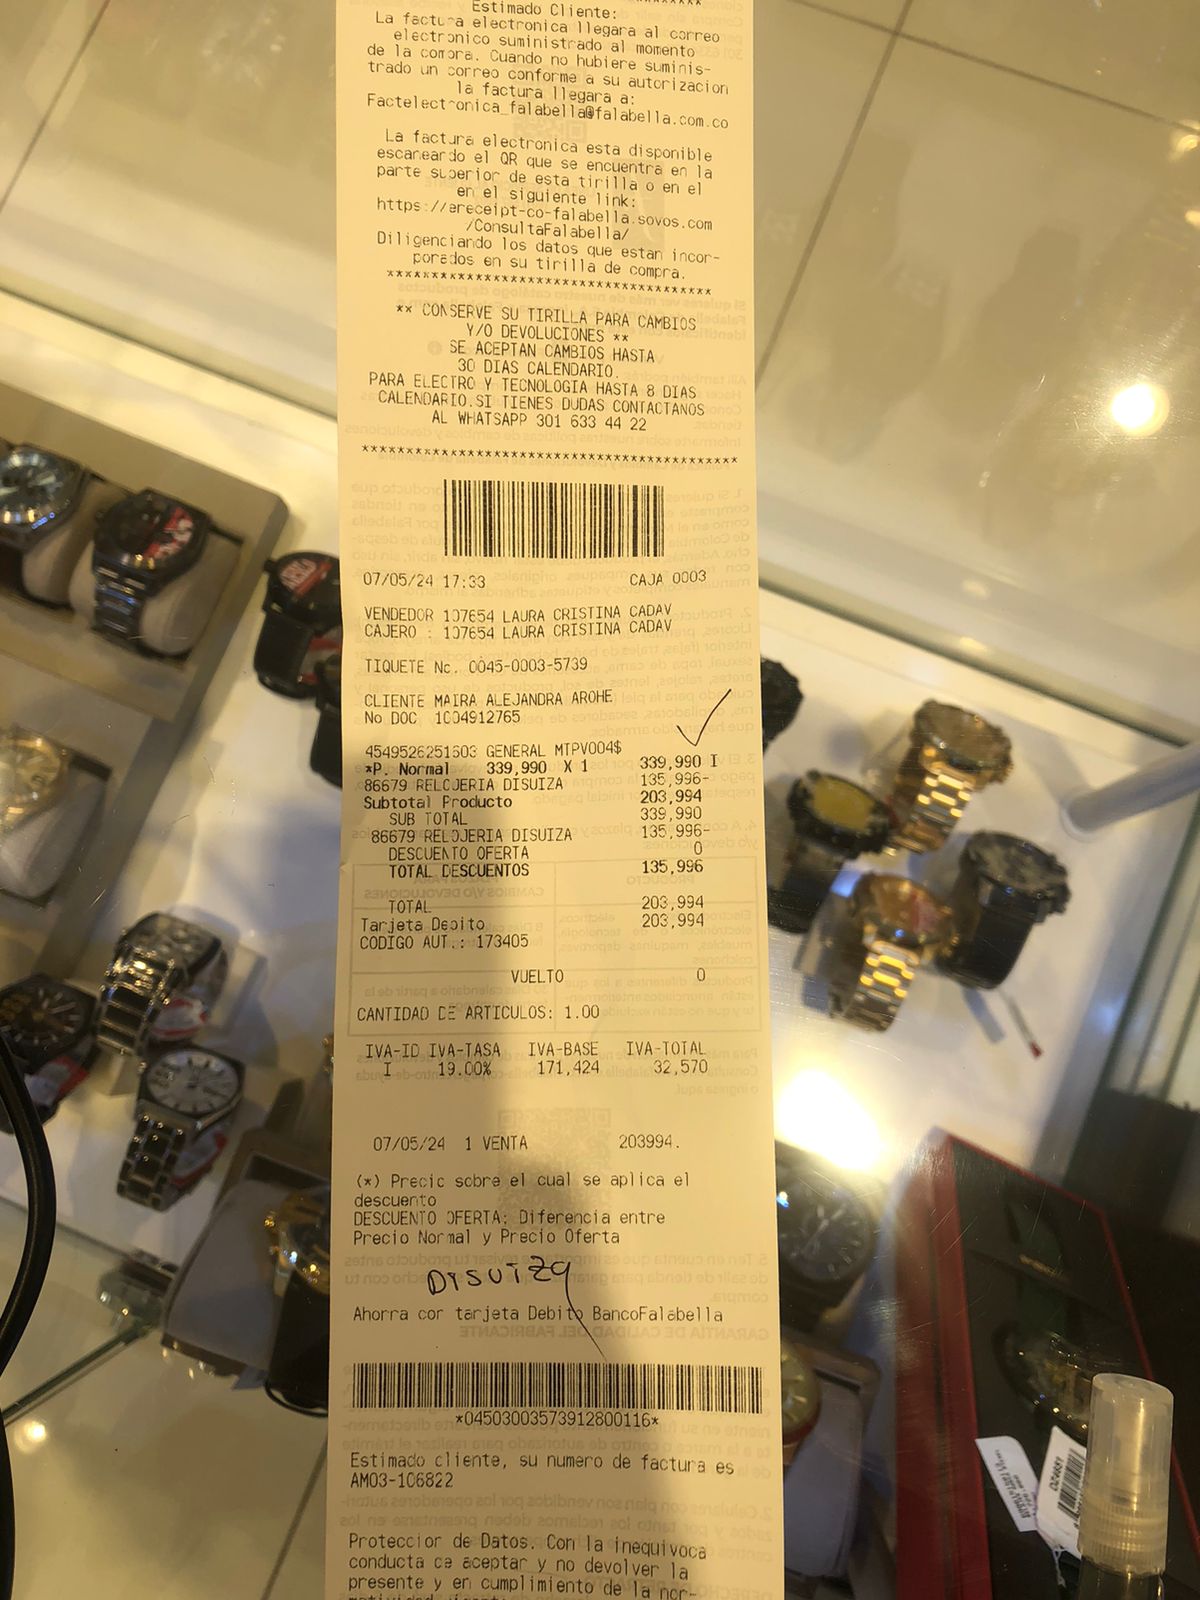 Estimado Cliente:
La factura electronica llegara al correo
electronico suministrado al momento
de la compra. Cuando no hubiere suminis-
trado un correo conforme a su autorizacion
la factura llegara a:
Factelectronica_falabella@falabella.com.co
La factura electronica esta disponible
escaneardo el QR que se encuentra en la
parte superior de esta tirilla o en el
en el siguiente link:
https://ereceipt-co-falabella.sovos.com
/ConsultaFalabella/
Diligenciando los datos que estan incor-
porados en su tirilla de compra.
** CONSERVE SU TIRILLA PARA CAMBIOS
Y/O DEVOLUCIONES **
SE ACEPTAN CAMBIOS HASTA
30 DIAS CALENDARIO.
PARA ELECTRO Y TECNOLOGIA HASTA 8 DIAS
CALENDARIO.SI TIENES DUDAS CONTACTANOS
AL WHATSAPP 301 633 44 22
07/05/24 17:33 CAJA 0003
VENDEDOR 107654 LAURA CRISTINA CADAV
CAJERO : 107654 LAURA CRISTINA CADAV
TIQUETE No. 0045-0003-5739
CLIENTE MAIRA ALEJANDRA AROHE
No DOC 1004912765
4549526251603 GENERAL MTPV004$
*P. Normal 339,990 X 1 339,990 I
86679 RELOJERIA DISUIZA 135,996-
Subtotal Producto 203,994
SUB TOTAL 339,990
86679 RELOJERIA DISUIZA 135,996-
DESCUENTO OFERTA 0
TOTAL DESCUENTOS 135,996
TOTAL 203,994
Tarjeta Debito 203,994
CODIGO AUT.: 173405
VUELTO 0
CANTIDAD DE ARTICULOS: 1.00
IVA-ID IVA-TASA IVA-BASE IVA-TOTAL
I 19.00% 171,424 32,570
07/05/24 1 VENTA 203994.
(*) Precio sobre el cual se aplica el
descuento
DESCUENTO OFERTA: Diferencia entre
Precio Normal y Precio Oferta
DISUIZA
Ahorra cor tarjeta Debito BancoFalabella
*04503003573912800116*
Estimado cliente, su numero de factura es
AM03-106822
Proteccior de Datos. Con la inequivoca
conducta de aceptar y no devolver la
presente y en cumplimiento de la nor-